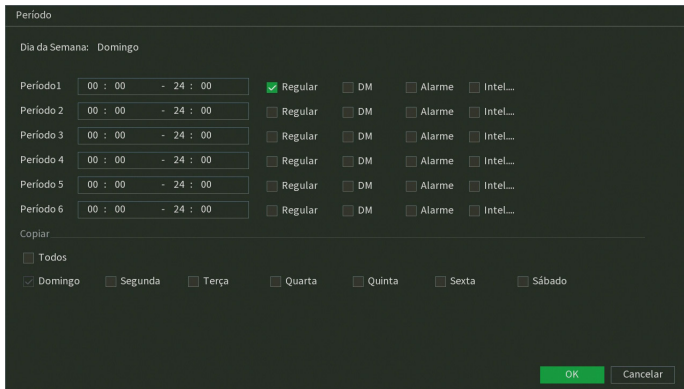 Período
Dia da Semana: Domingo
Período1 00 : 00 - 24 : 00 Regular DM Alarme Intel....
Período 2 00 : 00 - 24 : 00 Regular DM Alarme Intel....
Período 3 00 : 00 - 24 : 00 Regular DM Alarme Intel....
Período 4 00 : 00 - 24 : 00 Regular DM Alarme Intel....
Período 5 00 : 00 - 24 : 00 Regular DM Alarme Intel....
Período 6 00 : 00 - 24 : 00 Regular DM Alarme Intel....
Copiar
Todos
Domingo Segunda Terça Quarta Quinta Sexta Sábado
OK Cancelar